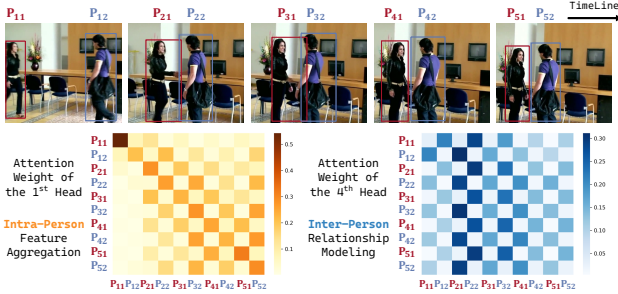 P11 P12 P21 P22 P31 P32 P41 P42 P51 P52 TimeLine
Attention
Weight of
the 1st Head
Intra-Person
Feature
Aggregation
P11
P12
P21
P22
P31
P32
P41
P42
P51
P52
P11 P12 P21 P22 P31 P32 P41 P42 P51 P52
0.5
0.4
0.3
0.2
0.1
Attention
Weight of
the 4th Head
Inter-Person
Relationship
Modeling
P11
P12
P21
P22
P31
P32
P41
P42
P51
P52
P11 P12 P21 P22 P31 P32 P41 P42 P51 P52
0.30
0.25
0.20
0.15
0.10
0.05